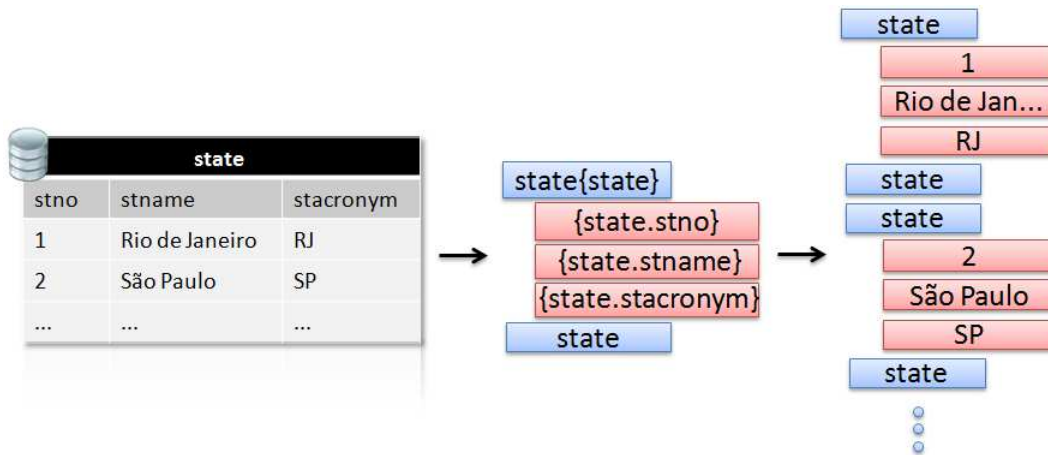 state
stno stname stacronym
1 Rio de Janeiro RJ
2 São Paulo SP
... ... ...
state{state}
{state.stno}
{state.stname}
{state.stacronym}
state
state
1
Rio de Jan...
RJ
state
state
2
São Paulo
SP
state